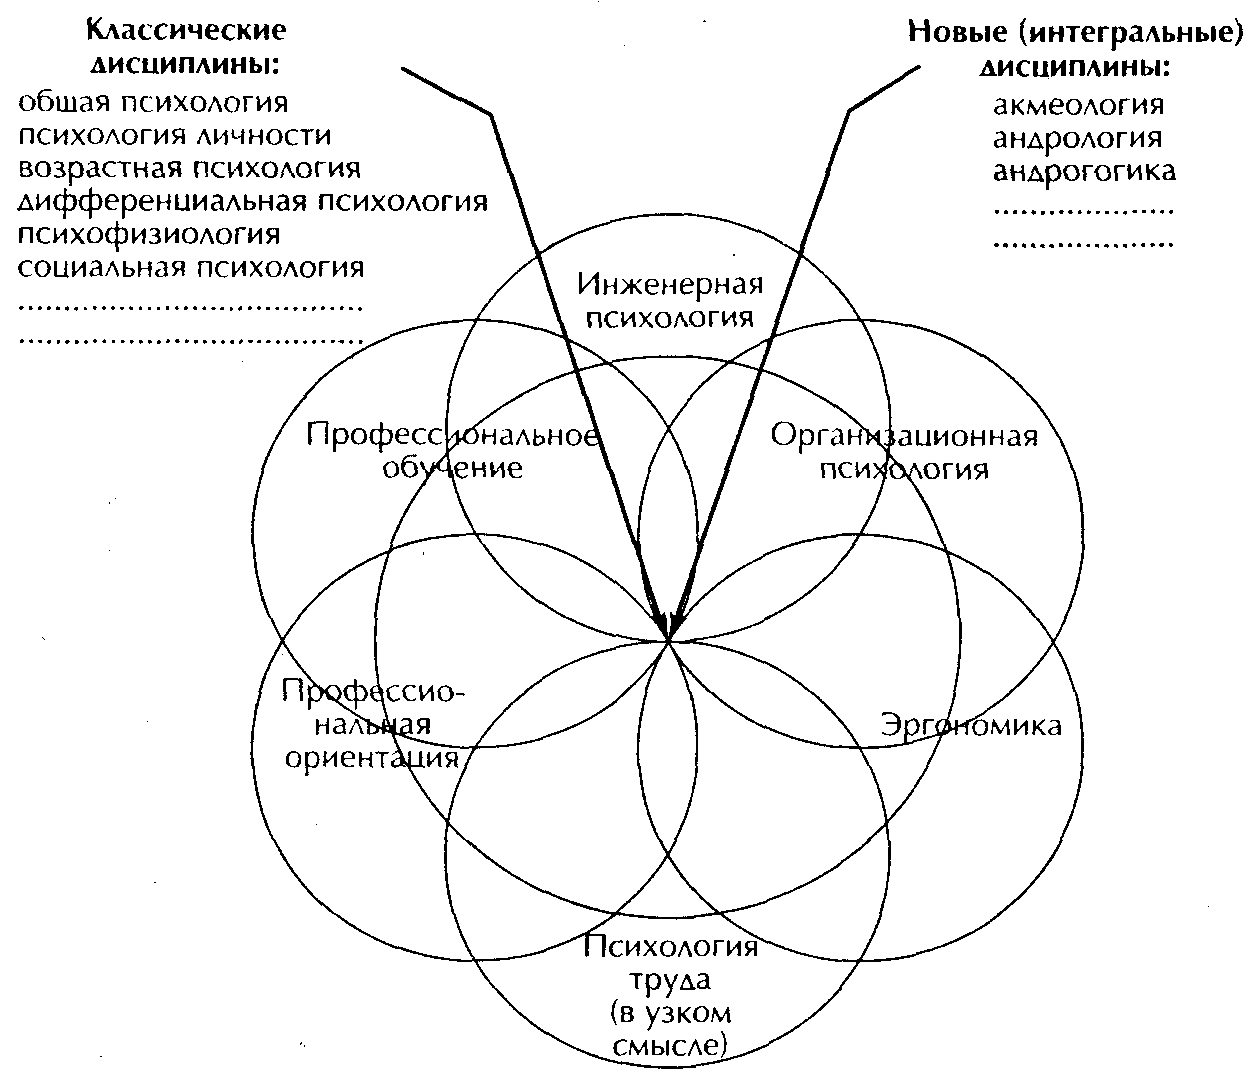 Классические
дисциплины:
общая психология
психология личности
возрастная психология
дифференциальная психология
психофизиология
социальная психология
......................................
......................................
Новые (интегральные)
дисциплины:
акмеология
андрология
андрогогика
....................
....................
Инженерная
психология
Профессиональное
обучение
Организационная
психология
Профессио-
нальная
ориентация
Эргономика
Психология
труда
(в узком
смысле)